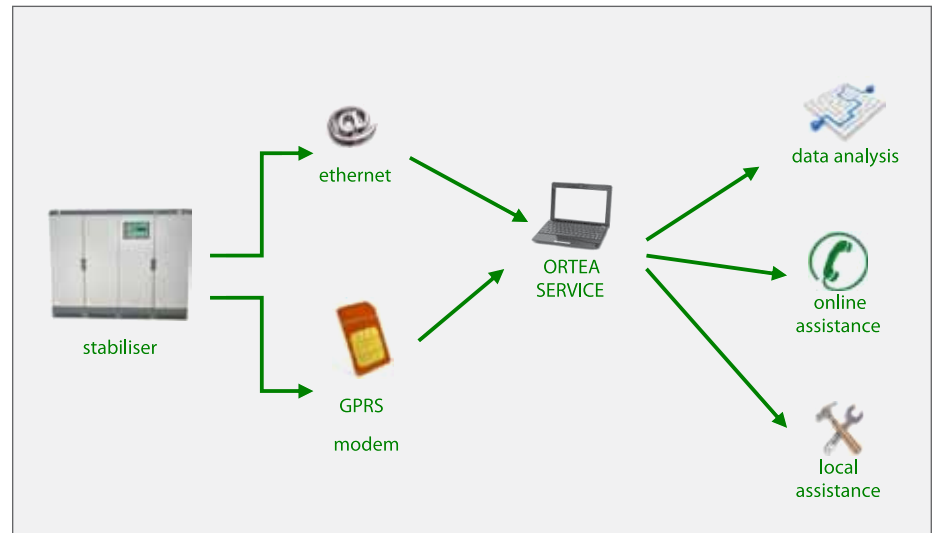 ethernet
data analysis
ORTEA
SERVICE
online
assistance
stabiliser
GPRS
modem
local
assistance